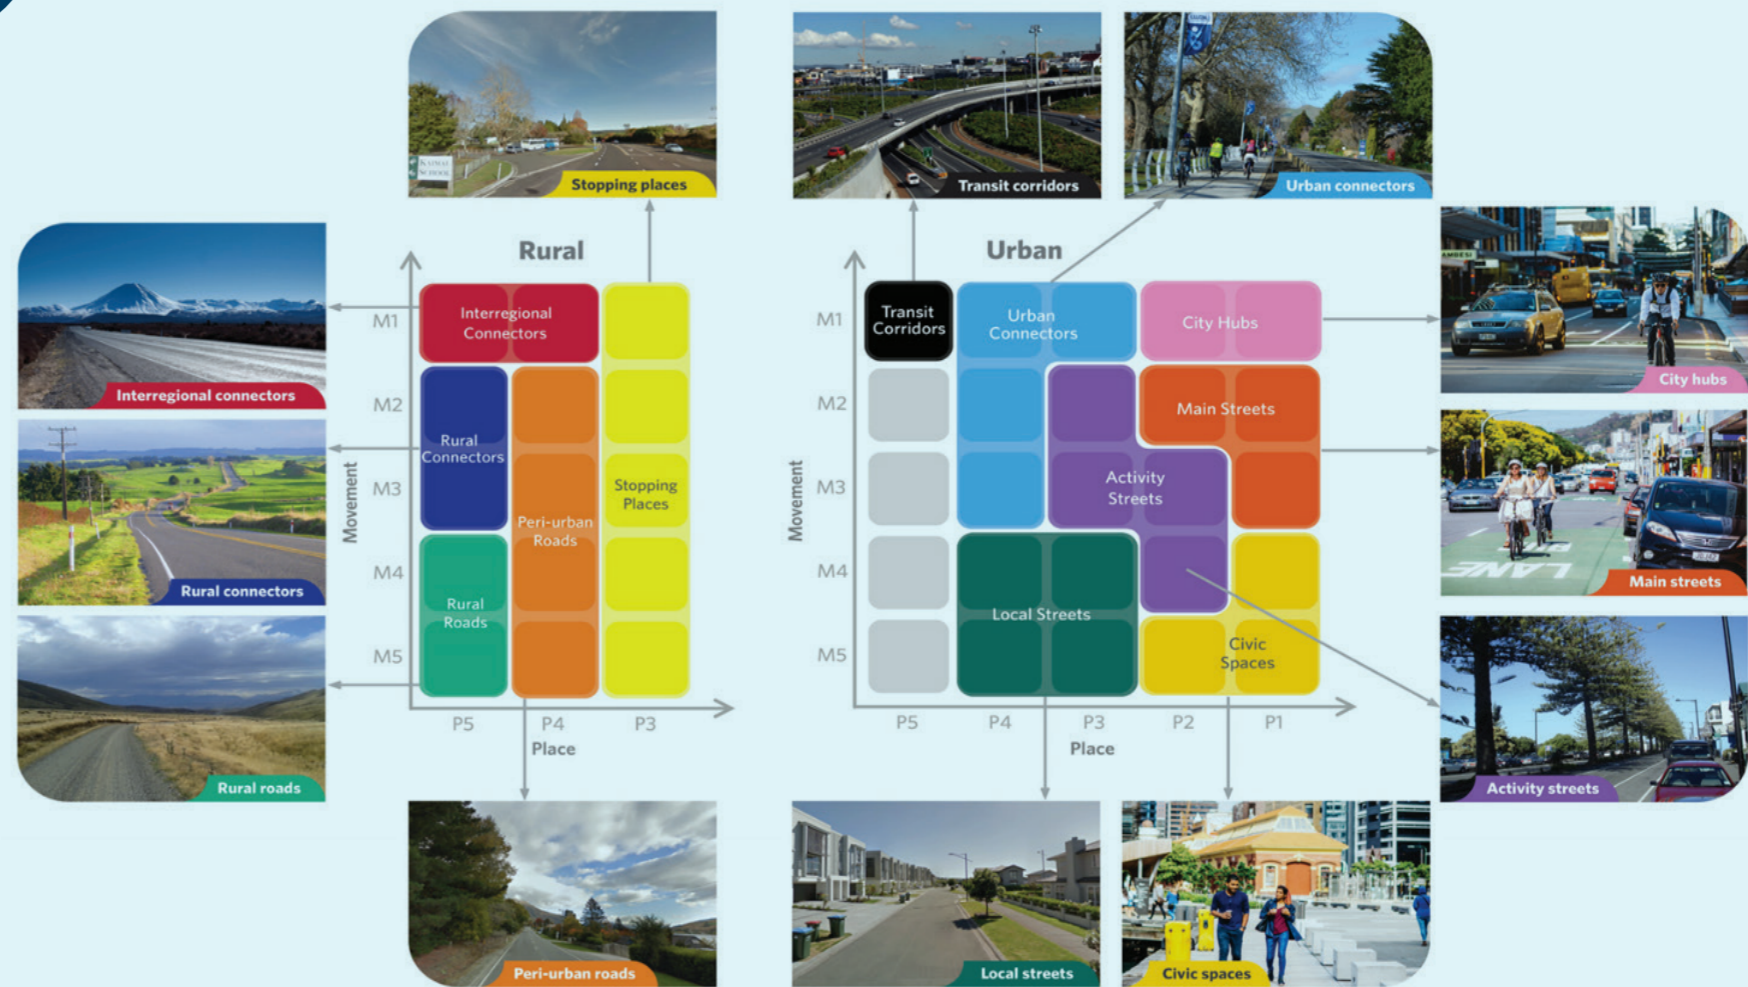 KAIMAI
SCHOOL
Stopping places
Transit corridors
Urban connectors
Interregional connectors
Rural connectors
Rural roads
Rural
Movement
M1
M2
M3
M4
M5
Interregional
Connectors
Rural
Connectors
Peri-urban
Roads
Stopping
Places
Rural
Roads
P5
P4
P3
Place
Urban
Movement
M1
M2
M3
M4
M5
Transit
Corridors
Urban
Connectors
City Hubs
Main Streets
Activity
Streets
Local Streets
Civic
Spaces
P5
P4
P3
P2
P1
Place
City hubs
LANE
Main streets
Activity streets
Peri-urban roads
Local streets
Civic spaces